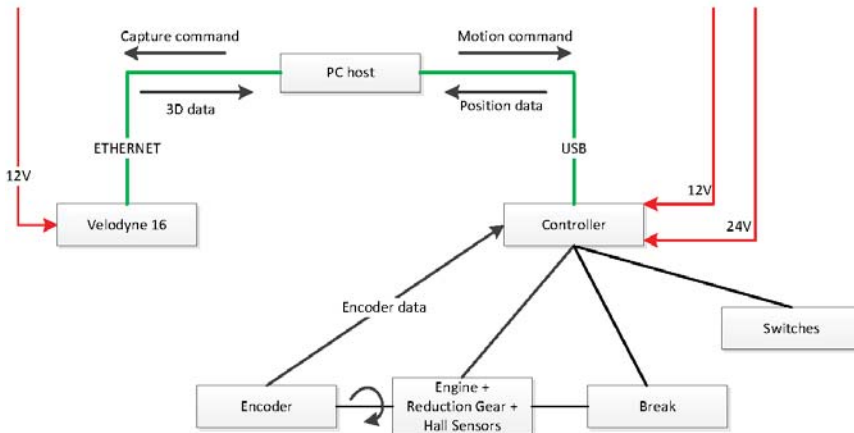 Capture command
Motion command
PC host
3D data
Position data
ETHERNET
USB
12V
12V
Velodyne 16
Controller
24V
Encoder data
Switches
Encoder
Engine +
Reduction Gear +
Hall Sensors
Break